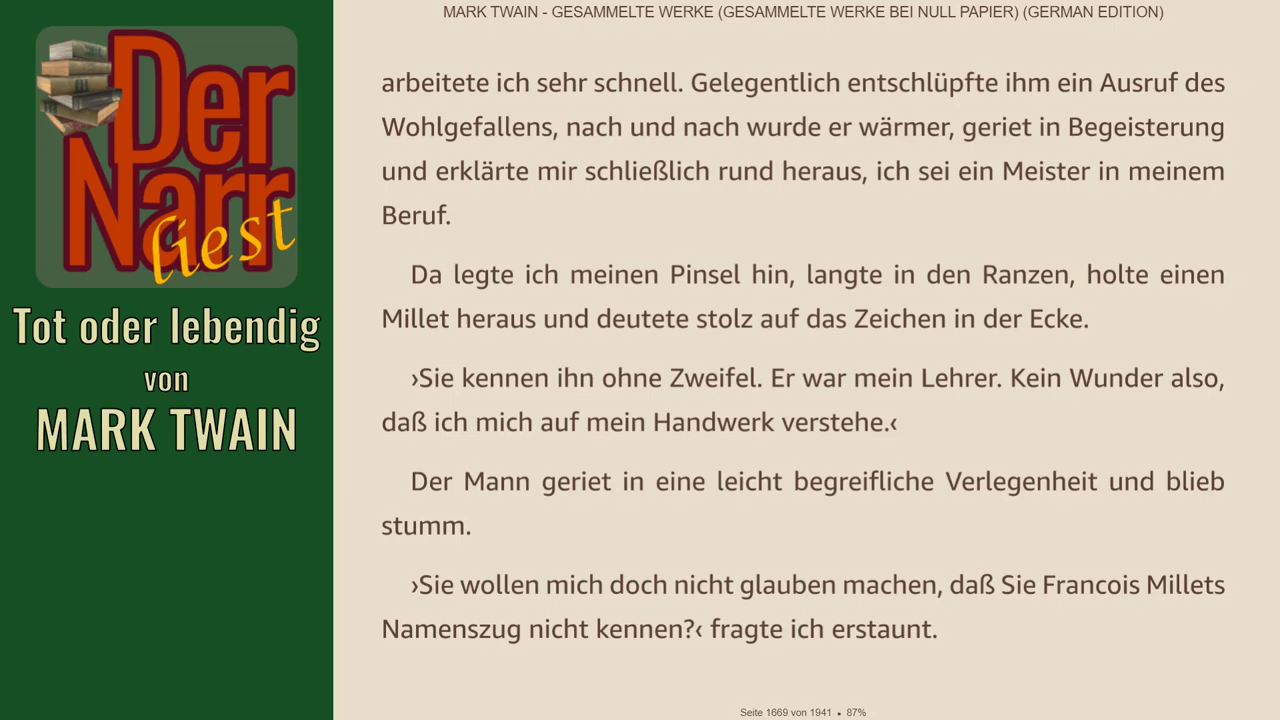 MARK TWAIN - GESAMMELTE WERKE (GESAMMELTE WERKE BEI NULL PAPIER) (GERMAN EDITION)
Der
Narr
liest
Tot oder lebendig
von
MARK TWAIN
arbeitete ich sehr schnell. Gelegentlich entschlüpfte ihm ein Ausruf des
Wohlgefallens, nach und nach wurde er wärmer, geriet in Begeisterung
und erklärte mir schließlich rund heraus, ich sei ein Meister in meinem
Beruf.
Da legte ich meinen Pinsel hin, langte in den Ranzen, holte einen
Millet heraus und deutete stolz auf das Zeichen in der Ecke.
›Sie kennen ihn ohne Zweifel. Er war mein Lehrer. Kein Wunder also,
daß ich mich auf mein Handwerk verstehe.‹
Der Mann geriet in eine leicht begreifliche Verlegenheit und blieb
stumm.
›Sie wollen mich doch nicht glauben machen, daß Sie Francois Millets
Namenszug nicht kennen?‹ fragte ich erstaunt.
Seite 1669 von 1941 • 87%